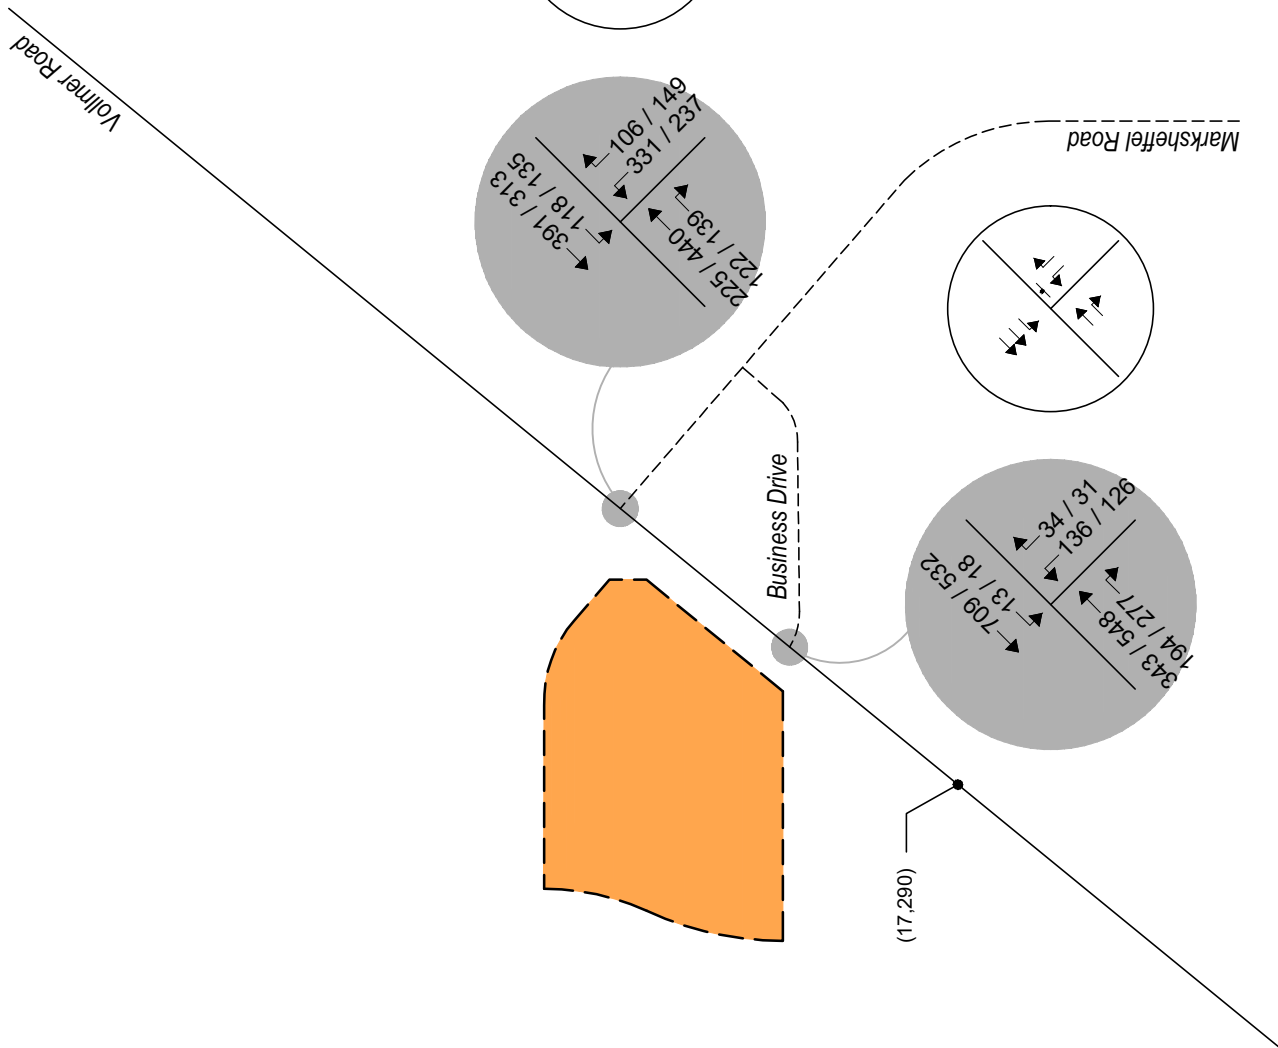 Vollmer Road
106 / 149
331 / 237
391 / 313
118 / 135
225 / 440
122 / 139
Marksheffel Road
Business Drive
34 / 31
136 / 126
709 / 532
13 / 18
343 / 548
194 / 277
(17,290)